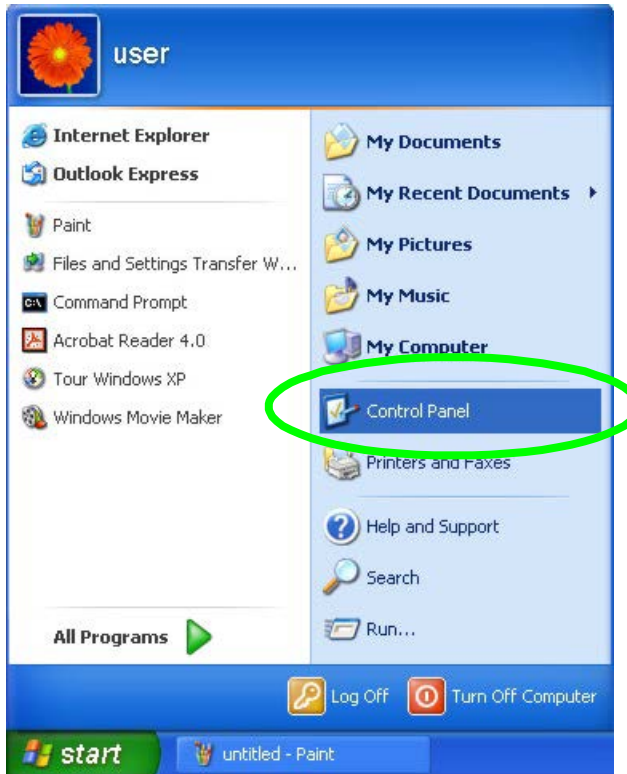 user
Internet Explorer
Outlook Express
Paint
Files and Settings Transfer W...
Command Prompt
Acrobat Reader 4.0
Tour Windows XP
Windows Movie Maker
All Programs
My Documents
My Recent Documents
My Pictures
My Music
My Computer
Control Panel
Printers and Faxes
Help and Support
Search
Run...
Log Off
Turn Off Computer
start
untitled - Paint